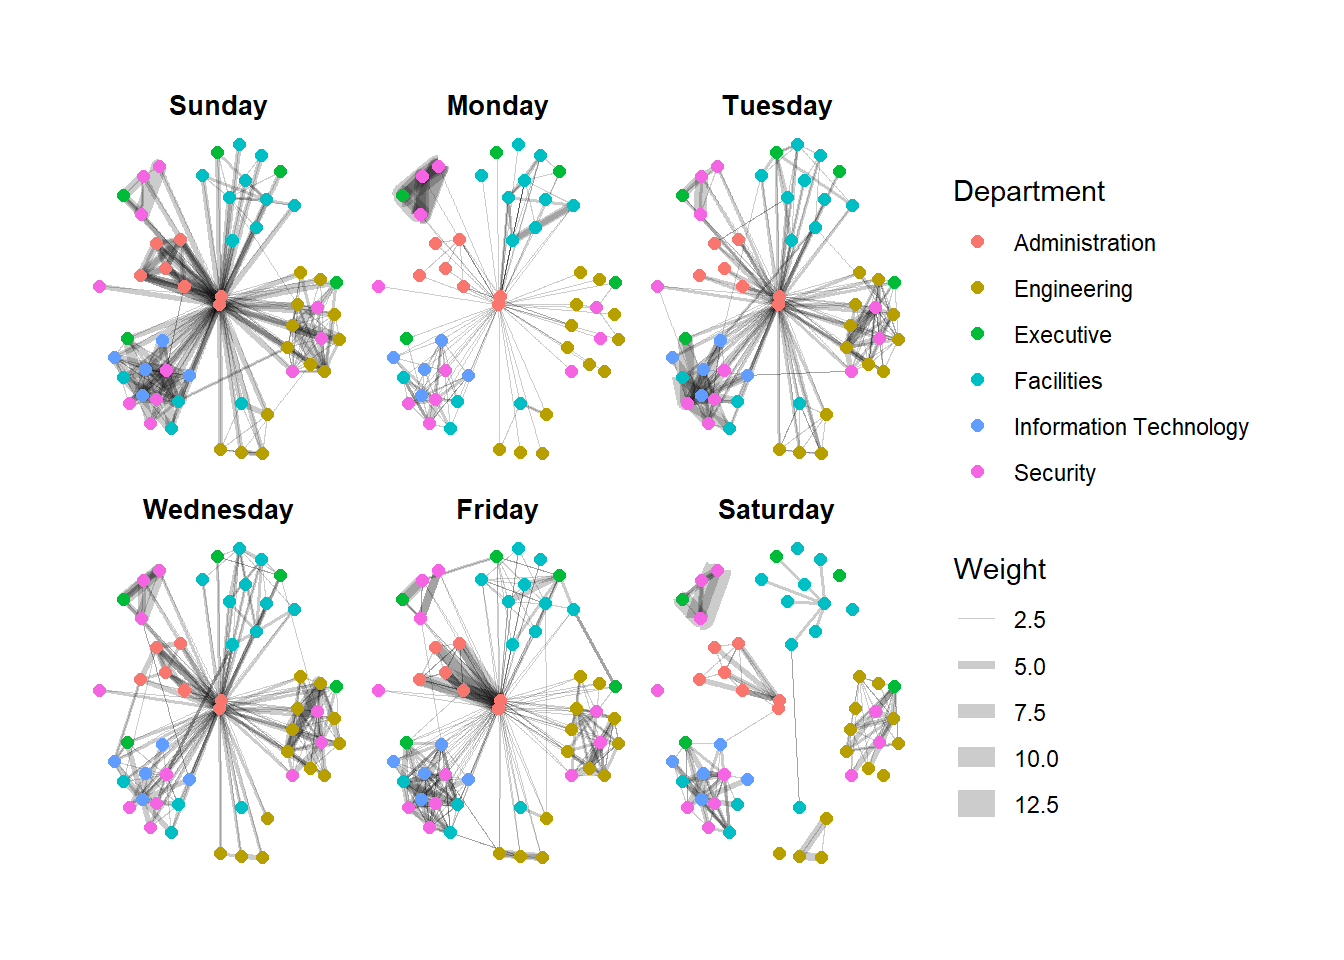 Sunday
Monday
Tuesday
Wednesday
Friday
Saturday
Department
Administration
Engineering
Executive
Facilities
Information Technology
Security
Weight
2.5
5.0
7.5
10.0
12.5